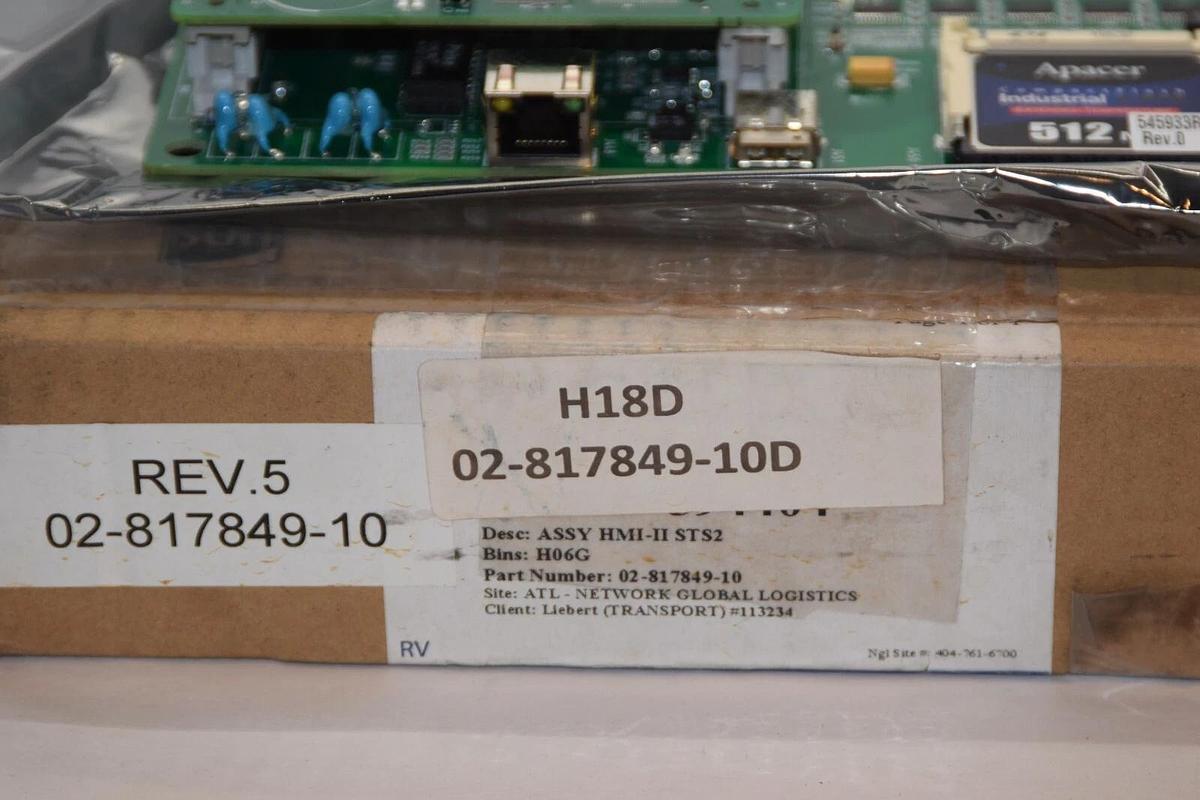 Apacer
Industrial
512
545933R
Rev.0
H18D
02-817849-10D
REV.5
02-817849-10
Desc: ASSY HMI-II STS2
Bins: H06G
Part Number: 02-817849-10
Site: ATL - NETWORK GLOBAL LOGISTICS
Client: Liebert (TRANSPORT) #113234
RV
Ngl Site #: 404-761-6700